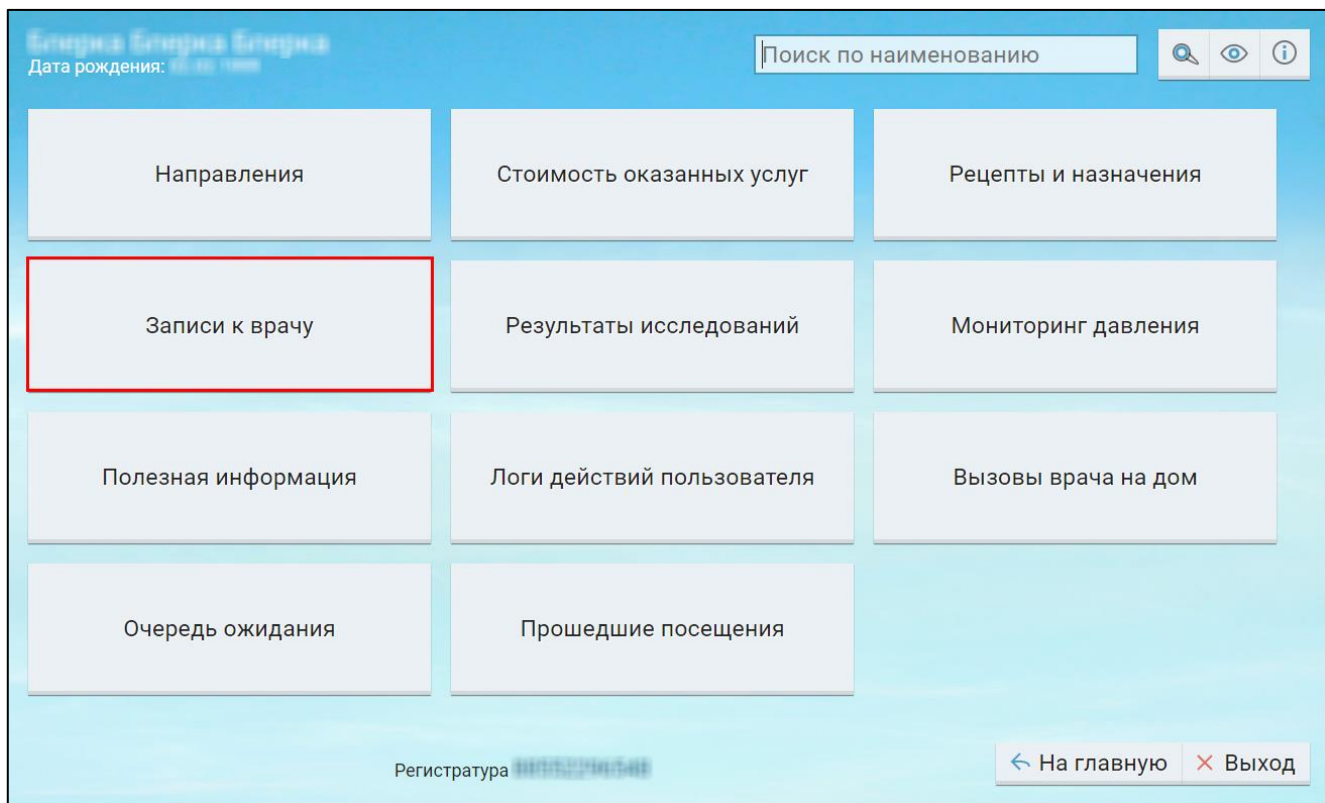 Дата рождения:
Поиск по наименованию
Направления
Стоимость оказанных услуг
Рецепты и назначения
Записи к врачу
Результаты исследований
Мониторинг давления
Полезная информация
Логи действий пользователя
Вызовы врача на дом
Очередь ожидания
Прошедшие посещения
Регистратура
На главную
Выход